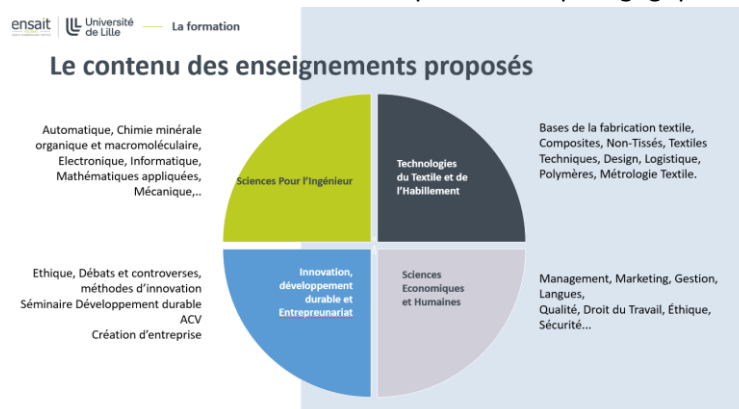 ensait
Université
de Lille
La formation
Le contenu des enseignements proposés
Automatique, Chimie minérale
organique et macromoléculaire,
Electronique, Informatique,
Mathématiques appliquées,
Mécanique,..
Sciences Pour l'Ingénieur
Technologies
du Textile et de
l'Habillement
Bases de la fabrication textile,
Composites, Non-Tissés, Textiles
Techniques, Design, Logistique,
Polymères, Métrologie Textile.
Ethique, Débats et controverses,
méthodes d'innovation
Séminaire Développement durable
ACV
Création d'entreprise
Innovation,
développement
durable et
Entrepreunariat
Sciences
Economiques
et Humaines
Management, Marketing, Gestion,
Langues,
Qualité, Droit du Travail, Éthique,
Sécurité...